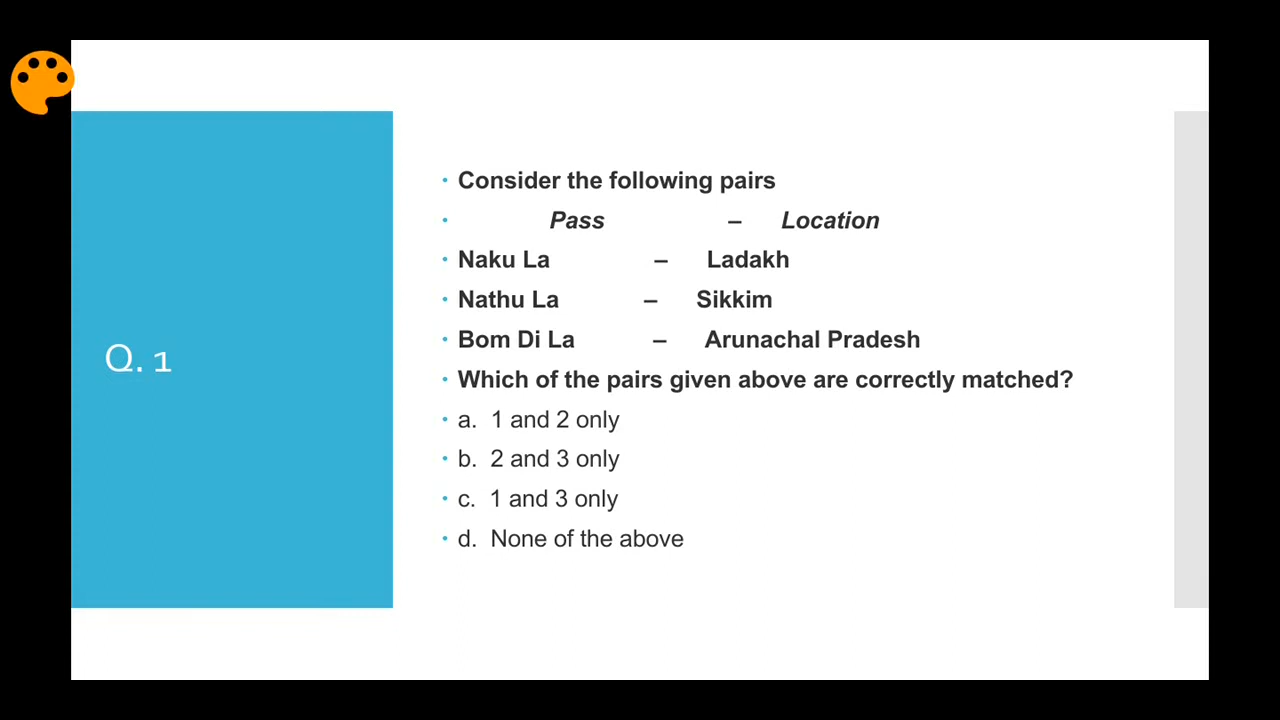 Q. 1
Consider the following pairs
Pass – Location
Naku La – Ladakh
Nathu La – Sikkim
Bom Di La – Arunachal Pradesh
Which of the pairs given above are correctly matched?
a. 1 and 2 only
b. 2 and 3 only
c. 1 and 3 only
d. None of the above